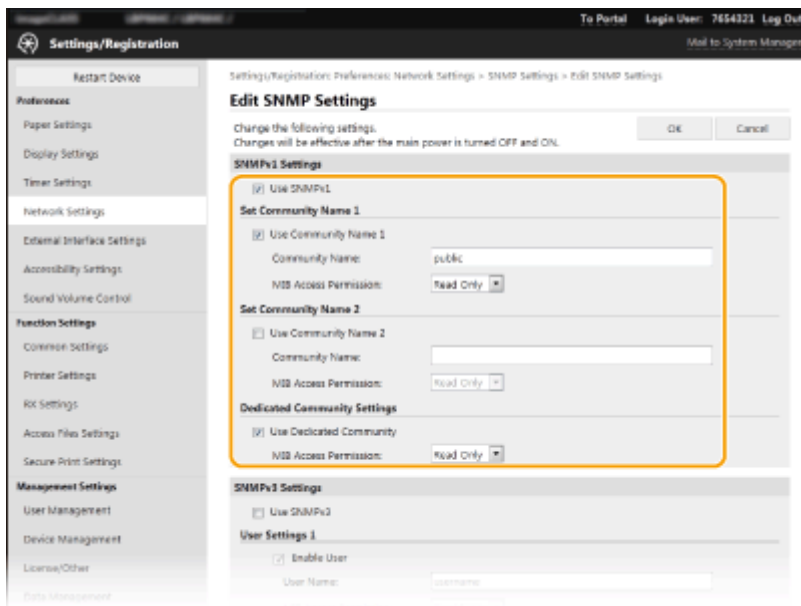 To Portal Login User: 7654321 Log Out
Settings/Registration
Mail to System Manager
Restart Device
Preferences
Paper Settings
Display Settings
Timer Settings
Network Settings
External Interface Settings
Accessibility Settings
Sound Volume Control
Function Settings
Common Settings
Printer Settings
RX Settings
Access Files Settings
Secure Print Settings
Management Settings
User Management
Device Management
License/Other
Data Management
Settings/Registration: Preferences: Network Settings > SNMP Settings > Edit SNMP Settings
Edit SNMP Settings
Change the following settings.
Changes will be effective after the main power is turned OFF and ON.
OK Cancel
SNMPv1 Settings
Use SNMPv1
Set Community Name 1
Use Community Name 1
Community Name: public
MIB Access Permission: Read Only
Set Community Name 2
Use Community Name 2
Community Name:
MIB Access Permission: Read Only
Dedicated Community Settings
Use Dedicated Community
MIB Access Permission: Read Only
SNMPv3 Settings
Use SNMPv3
User Settings 1
Enable User
User Name: username